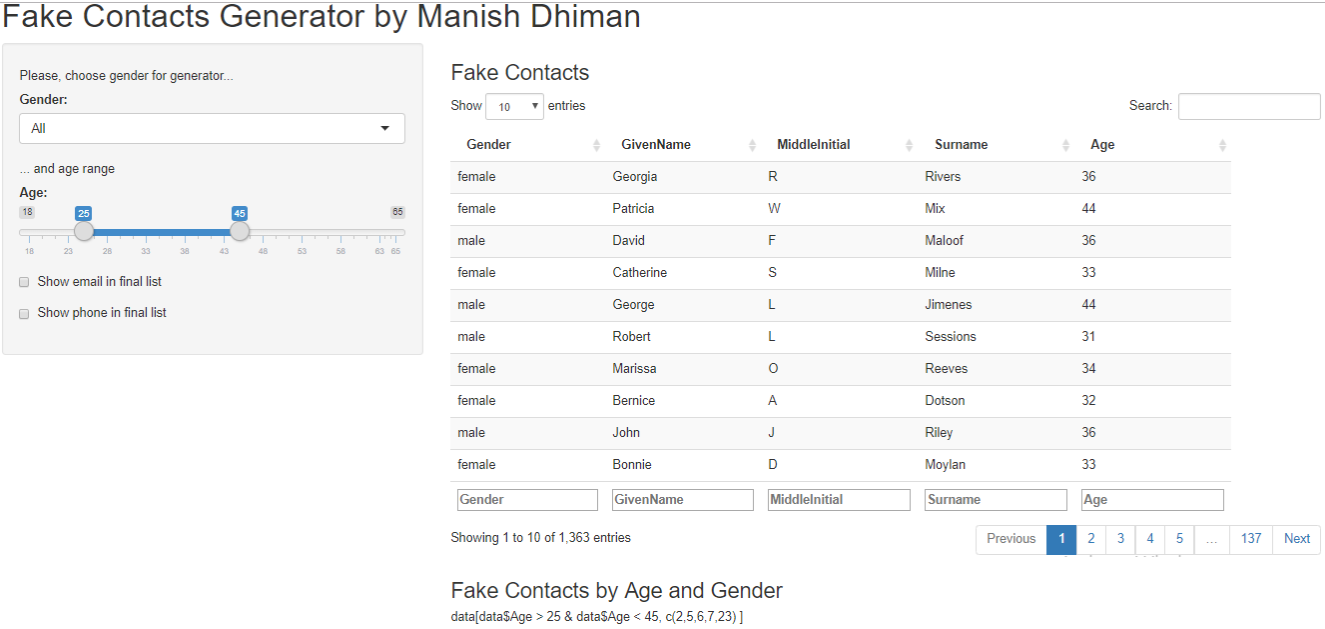 Fake Contacts Generator by Manish Dhiman
Please, choose gender for generator...
Gender:
All
... and age range
Age:
18 25 45 65
18 23 28 33 38 43 48 53 58 63 65
Show email in final list
Show phone in final list
Fake Contacts
Show 10 entries
Search:
Gender GivenName MiddleInitial Surname Age
female Georgia R Rivers 36
female Patricia W Mix 44
male David F Maloof 36
female Catherine S Milne 33
male George L Jimenes 44
male Robert L Sessions 31
female Marissa O Reeves 34
female Bernice A Dotson 32
male John J Riley 36
female Bonnie D Moylan 33
Gender GivenName MiddleInitial Surname Age
Showing 1 to 10 of 1,363 entries
Previous 1 2 3 4 5 ... 137 Next
Fake Contacts by Age and Gender
data[data$Age > 25 & data$Age < 45, c(2,5,6,7,23) ]